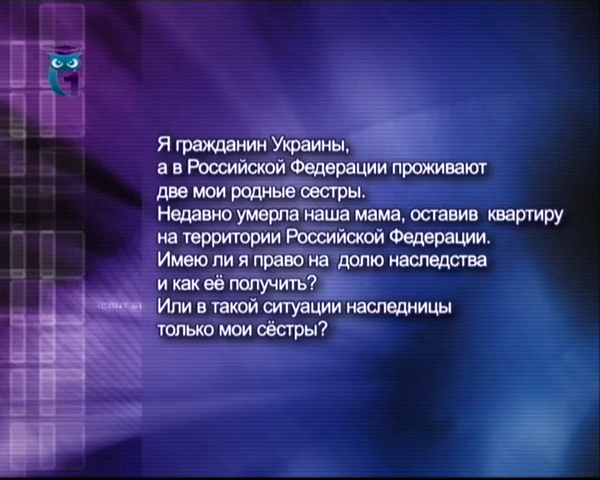 1
Я гражданин Украины,
а в Российской Федерации проживают
две мои родные сестры.
Недавно умерла наша мама, оставив квартиру
на территории Российской Федерации.
Имею ли я право на долю наследства
и как её получить?
Или в такой ситуации наследницы
только мои сёстры?